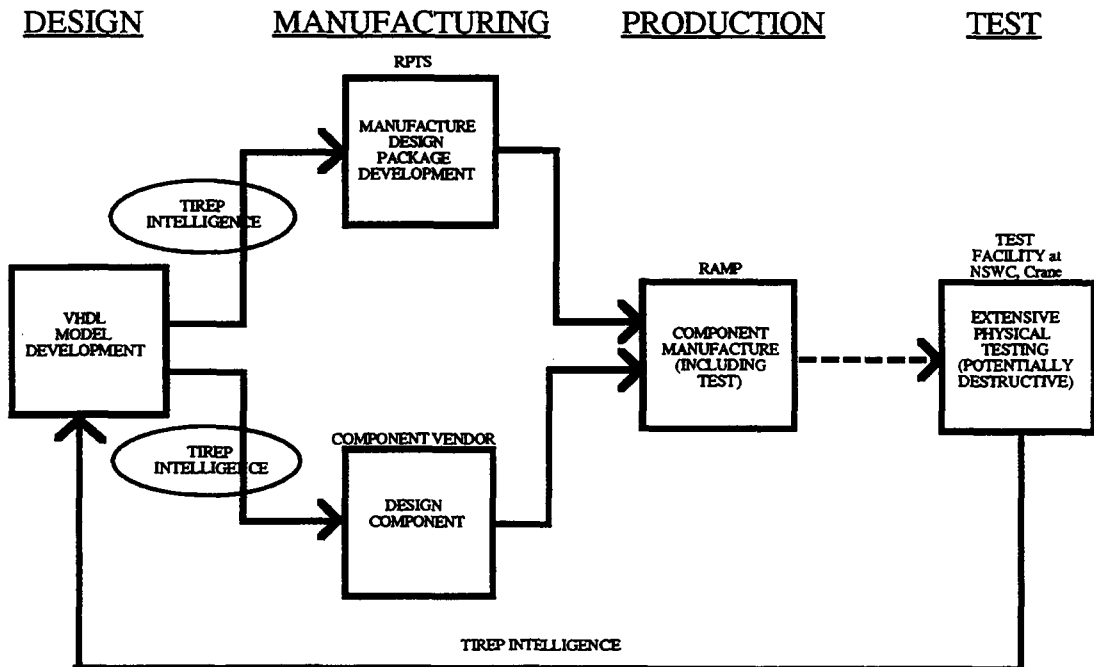 DESIGN
MANUFACTURING
PRODUCTION
TEST
RPTS
MANUFACTURE
DESIGN
PACKAGE
DEVELOPMENT
TIREP
INTELLIGENCE
VHDL
MODEL
DEVELOPMENT
TIREP
INTELLIGENCE
COMPONENT VENDOR
DESIGN
COMPONENT
RAMP
COMPONENT
MANUFACTURE
(INCLUDING
TEST)
TEST
FACILITY at
NSWC, Crane
EXTENSIVE
PHYSICAL
TESTING
(POTENTIALLY
DESTRUCTIVE)
TIREP INTELLIGENCE